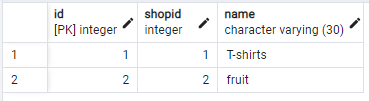 id shopid name
[PK] integer integer character varying (30)
1 1 1 T-shirts
2 2 2 fruit